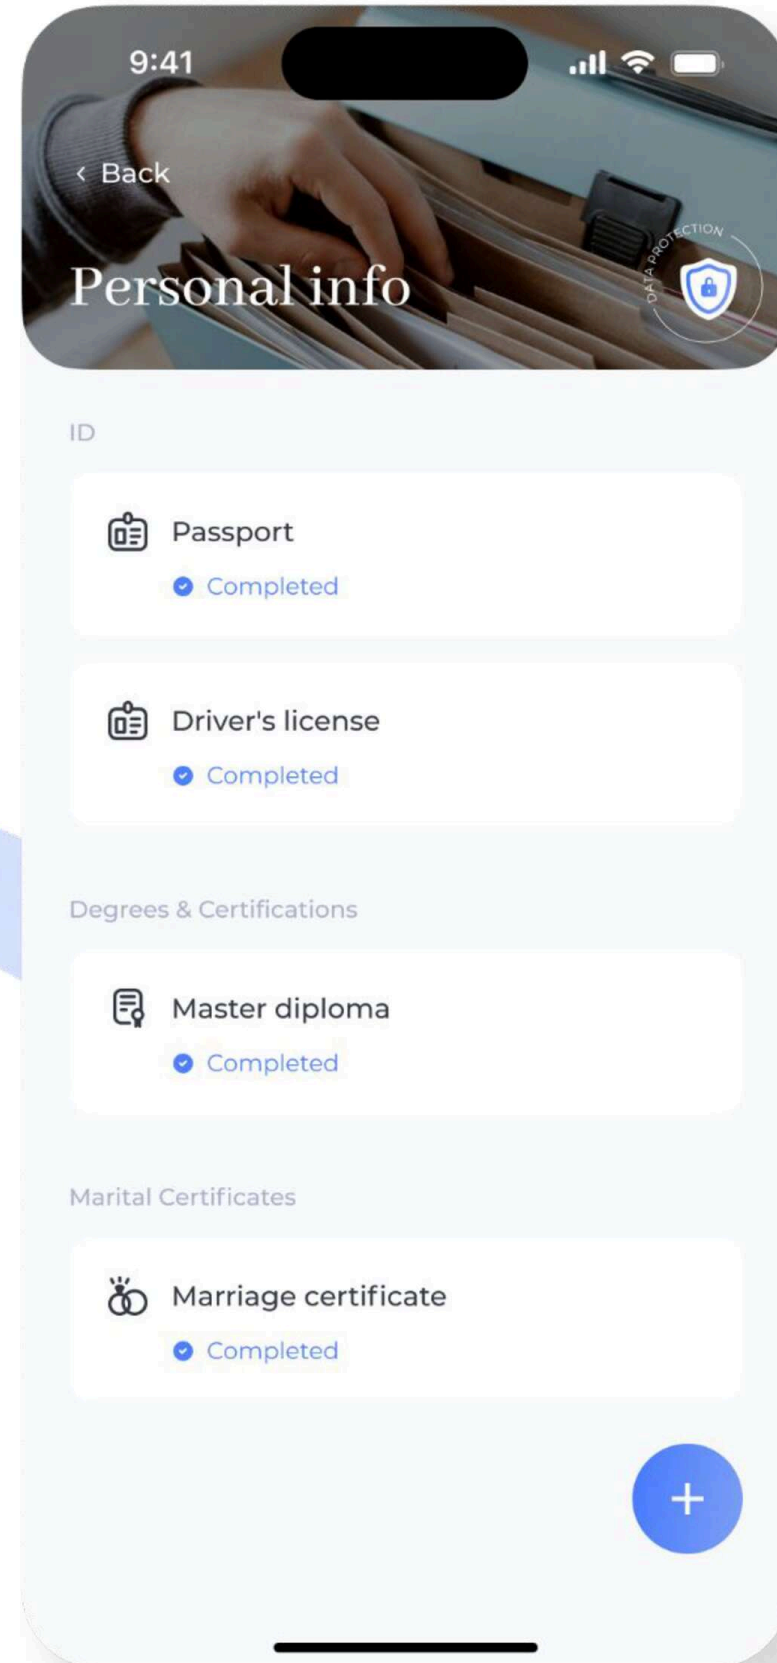 9:41
‹ Back
DATA PROTECTION
Personal info
ID
Passport
Completed
Driver's license
Completed
Degrees & Certifications
Master diploma
Completed
Marital Certificates
Marriage certificate
Completed
+